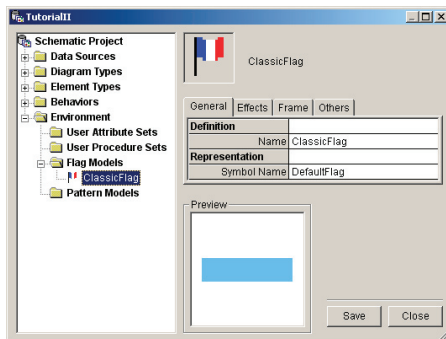 TutorialII
Schematic Project
Data Sources
Diagram Types
Element Types
Behaviors
Environment
User Attribute Sets
User Procedure Sets
Flag Models
ClassicFlag
Pattern Models
ClassicFlag
General Effects Frame Others
Definition
Name ClassicFlag
Representation
Symbol Name DefaultFlag
Preview
Save Close